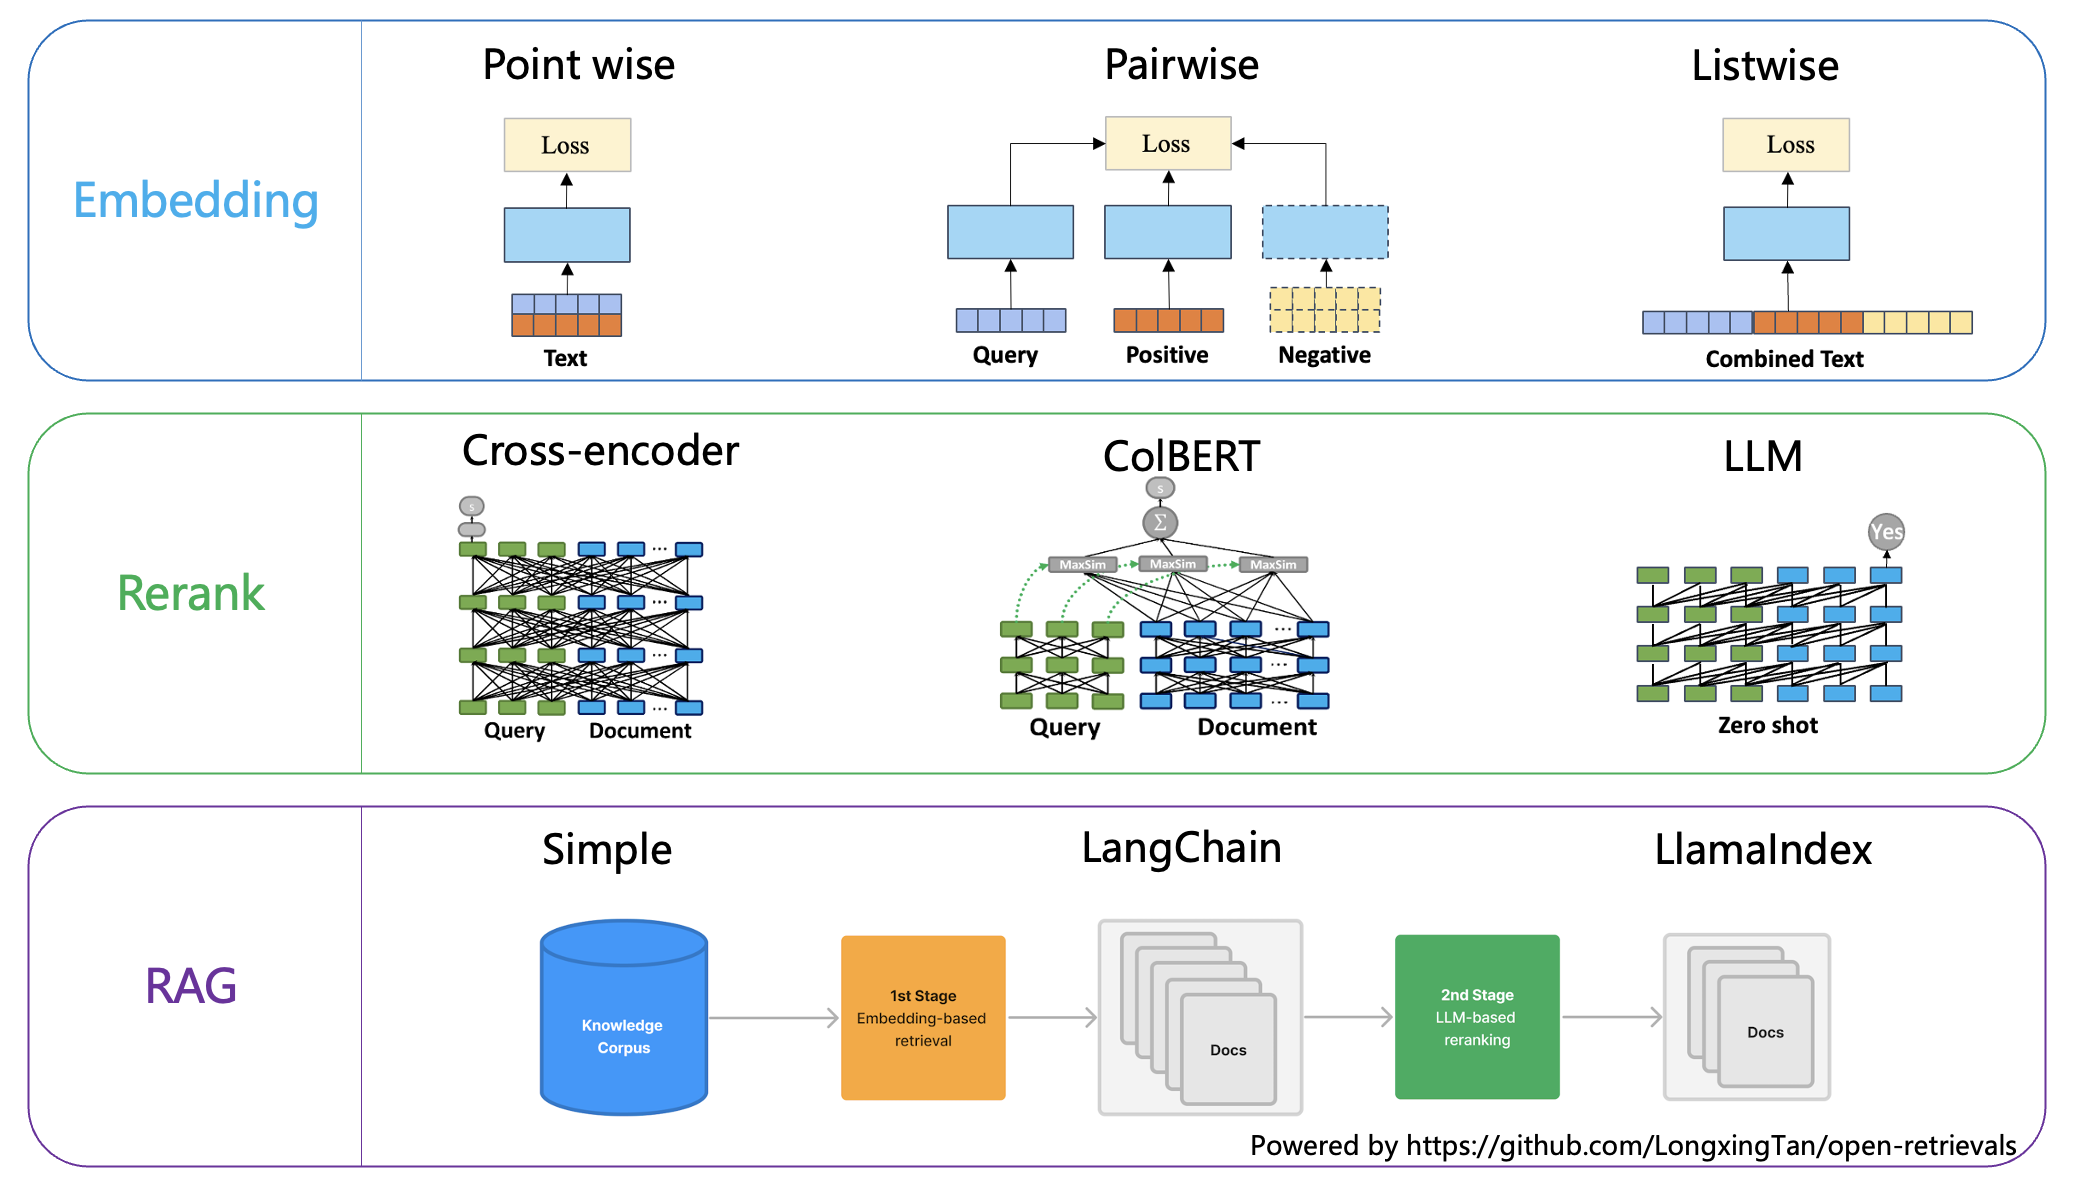 Embedding
Point wise
Loss
Text
Pairwise
Loss
Query
Positive
Negative
Listwise
Loss
Combined Text
Rerank
Cross-encoder
s
...
...
...
...
Query
Document
ColBERT
s
Σ
MaxSim
MaxSim
MaxSim
...
...
...
Query
Document
LLM
Yes
Zero shot
RAG
Simple
LangChain
LlamaIndex
Knowledge
Corpus
1st Stage
Embedding-based
retrieval
Docs
2nd Stage
LLM-based
reranking
Docs
Powered by https://github.com/LongxingTan/open-retrievals